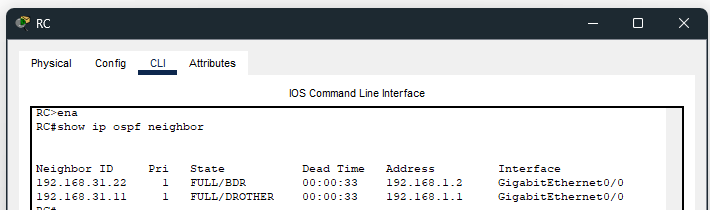 RC
Physical Config CLI Attributes
IOS Command Line Interface
RC>ena
RC#show ip ospf neighbor
Neighbor ID Pri State Dead Time Address Interface
192.168.31.22 1 FULL/BDR 00:00:33 192.168.1.2 GigabitEthernet0/0
192.168.31.11 1 FULL/DROTHER 00:00:33 192.168.1.1 GigabitEthernet0/0
RC#